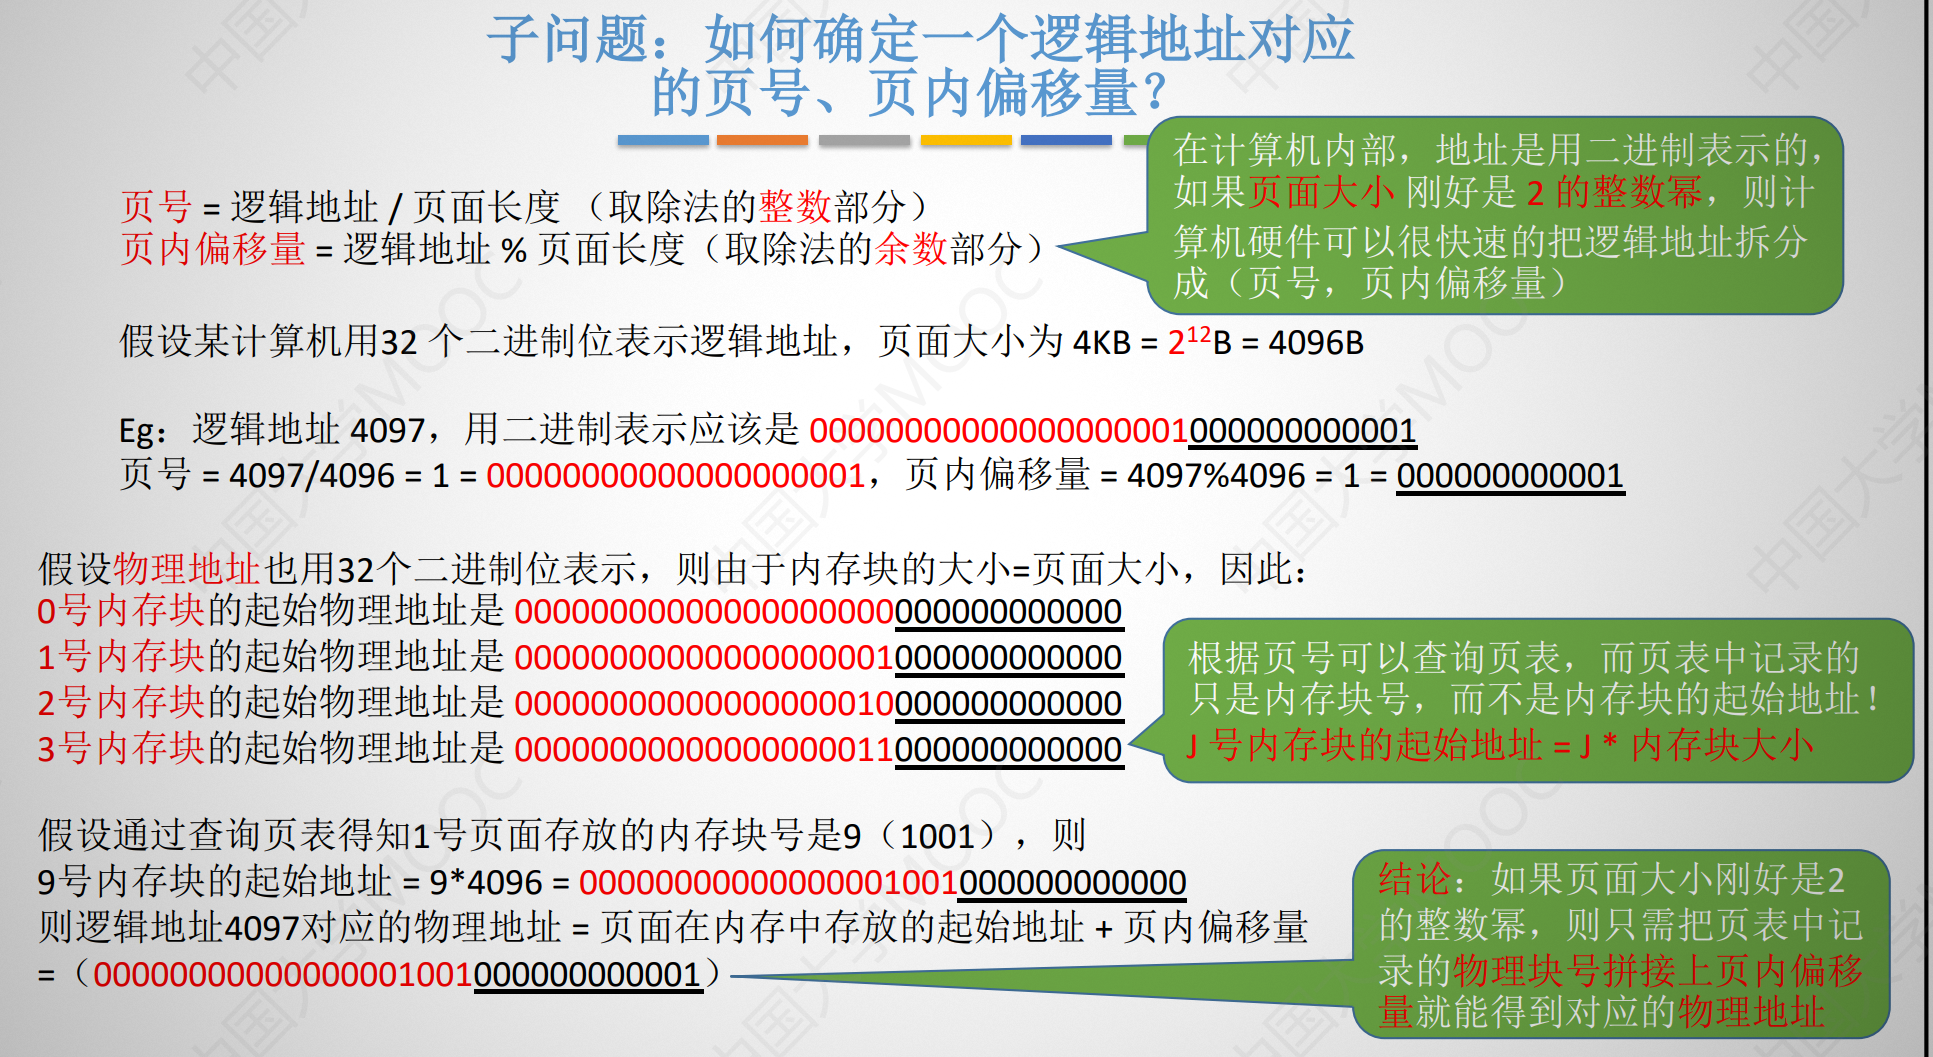 子问题：如何确定一个逻辑地址对应
的页号、页内偏移量？
在计算机内部，地址是用二进制表示的，
如果页面大小 刚好是 2 的整数幂，则计
算机硬件可以很快速的把逻辑地址拆分
成（页号，页内偏移量）
页号 = 逻辑地址 / 页面长度 （取除法的整数部分）
页内偏移量 = 逻辑地址 % 页面长度（取除法的余数部分）
假设某计算机用32 个二进制位表示逻辑地址，页面大小为 4KB = 2¹²B = 4096B
Eg：逻辑地址 4097，用二进制表示应该是 00000000000000000001000000000001
页号 = 4097/4096 = 1 = 00000000000000000001，页内偏移量 = 4097%4096 = 1 = 000000000001
假设物理地址也用32个二进制位表示，则由于内存块的大小=页面大小，因此：
0号内存块的起始物理地址是 00000000000000000000000000000000
1号内存块的起始物理地址是 00000000000000000001000000000000
2号内存块的起始物理地址是 00000000000000000010000000000000
3号内存块的起始物理地址是 00000000000000000011000000000000
根据页号可以查询页表，而页表中记录的
只是内存块号，而不是内存块的起始地址！
J 号内存块的起始地址 = J * 内存块大小
假设通过查询页表得知1号页面存放的内存块号是9（1001），则
9号内存块的起始地址 = 9*4096 = 00000000000000001001000000000000
则逻辑地址4097对应的物理地址 = 页面在内存中存放的起始地址 + 页内偏移量
=（00000000000000001001000000000001）
结论：如果页面大小刚好是2
的整数幂，则只需把页表中记
录的物理块号拼接上页内偏移
量就能得到对应的物理地址
中国大学MOOC